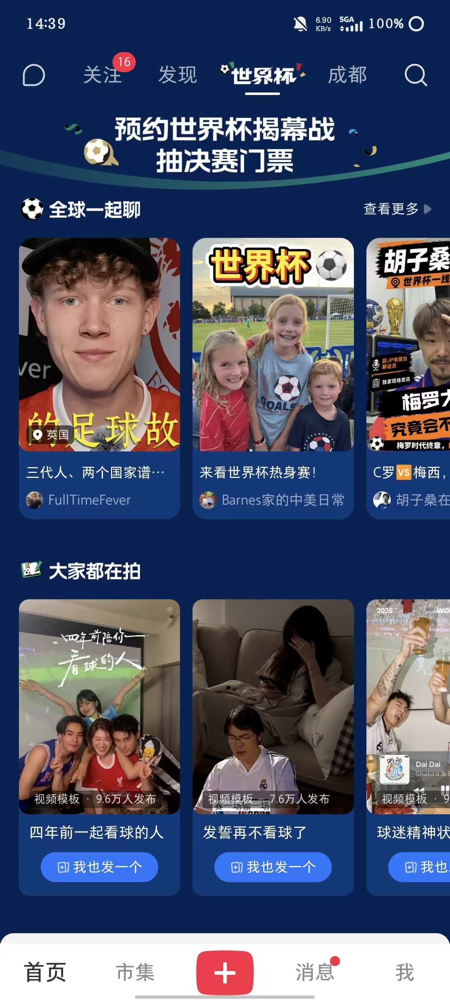 14:39
6.90
KB/s
5GA
100%
关注
16
发现
世界杯
成都
预约世界杯揭幕战
抽决赛门票
全球一起聊
查看更多
ver
的足球故
英国
三代人、两个国家谱…
FullTimeFever
世界杯
GOALS
来看世界杯热身赛！
Barnes家的中美日常
胡子桑
世界杯一线
前JP电视台
解说员
独家现场资讯
梅罗大
究竟会不
梅罗时代终章，
C罗🆚梅西，
胡子桑在
大家都在拍
四年前陪你一
看球的人
视频模板 · 9.6万人发布
四年前一起看球的人
我也发一个
视频模板 · 7.6万人发布
赛一场输一场
发誓再不看球了
我也发一个
2026
WO
DAI DAI
Dai Dai
Shakira &
视频模板 · 9
球迷精神状
我也
首页
市集
消息
我